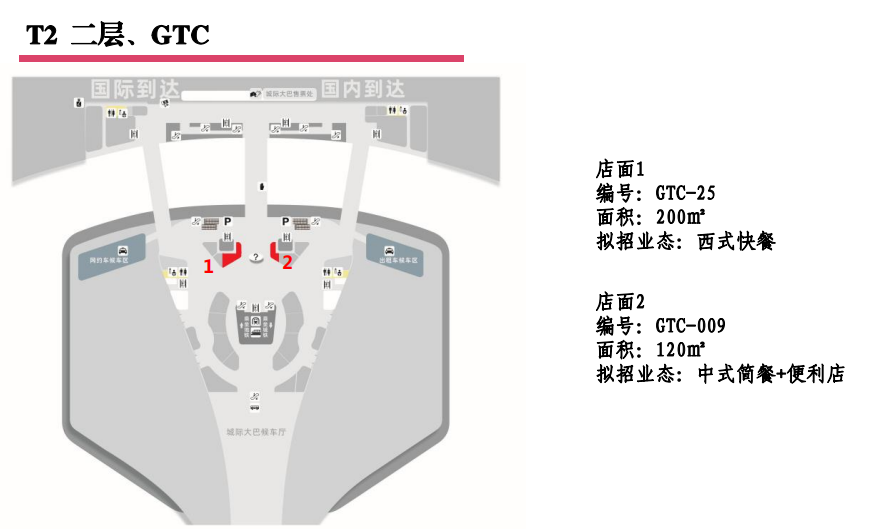 T2 二层、GTC
国际到达
城际大巴售票处
国内到达
P
P
网约车候车区
出租车候车区
1
?
2
城际大巴候车厅
店面1
编号: GTC-25
面积: 200m²
拟招业态: 西式快餐
店面2
编号: GTC-009
面积: 120m²
拟招业态: 中式简餐+便利店